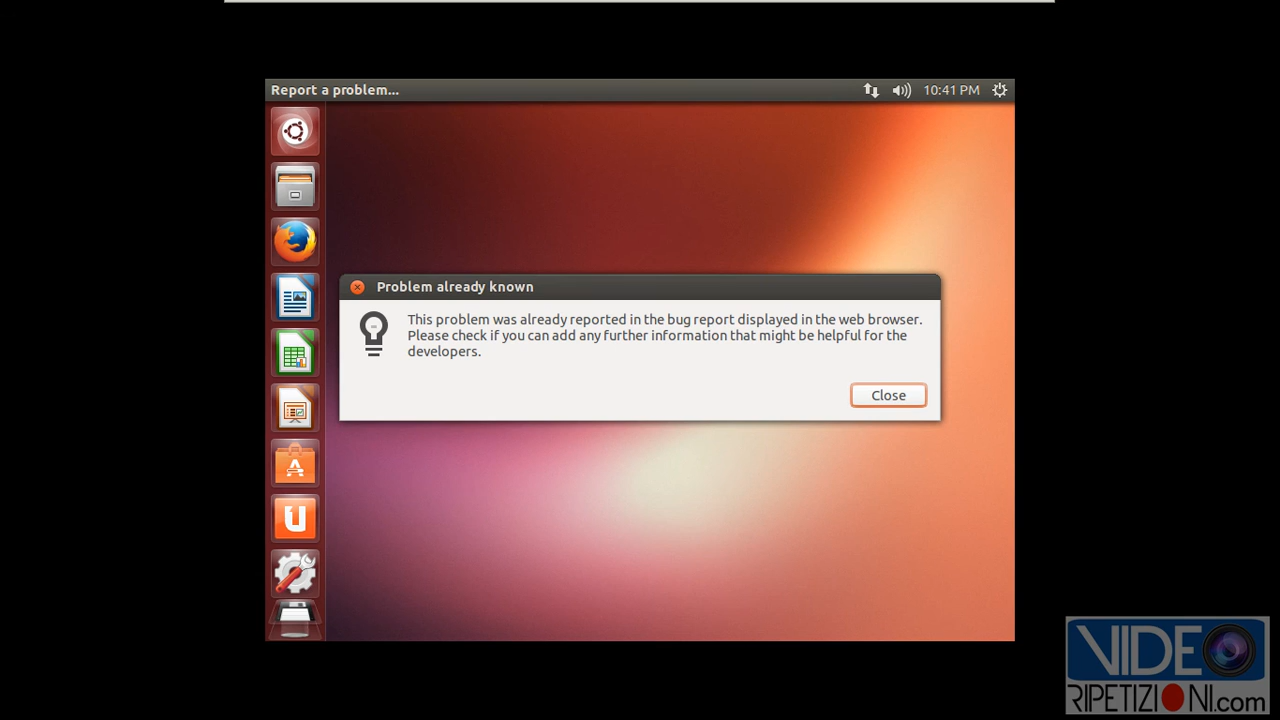 Report a problem...
10:41 PM
Problem already known
This problem was already reported in the bug report displayed in the web browser.
Please check if you can add any further information that might be helpful for the
developers.
Close
VIDEO
RIPETIZIONI.com